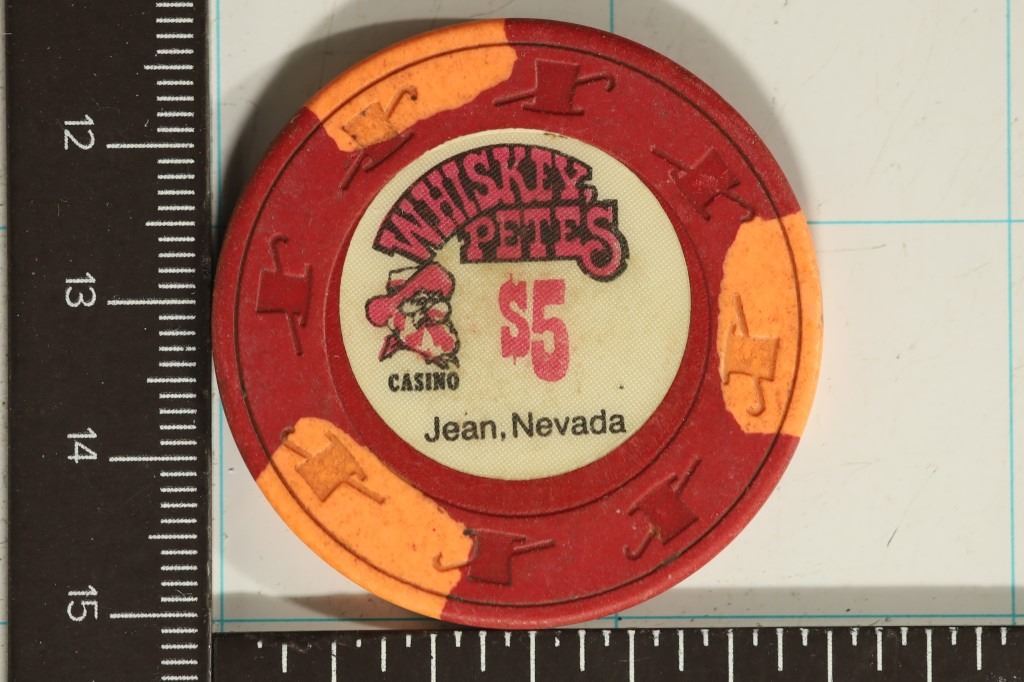 WHISKEY
PETE'S
$5
CASINO
Jean, Nevada
12
13
14
15